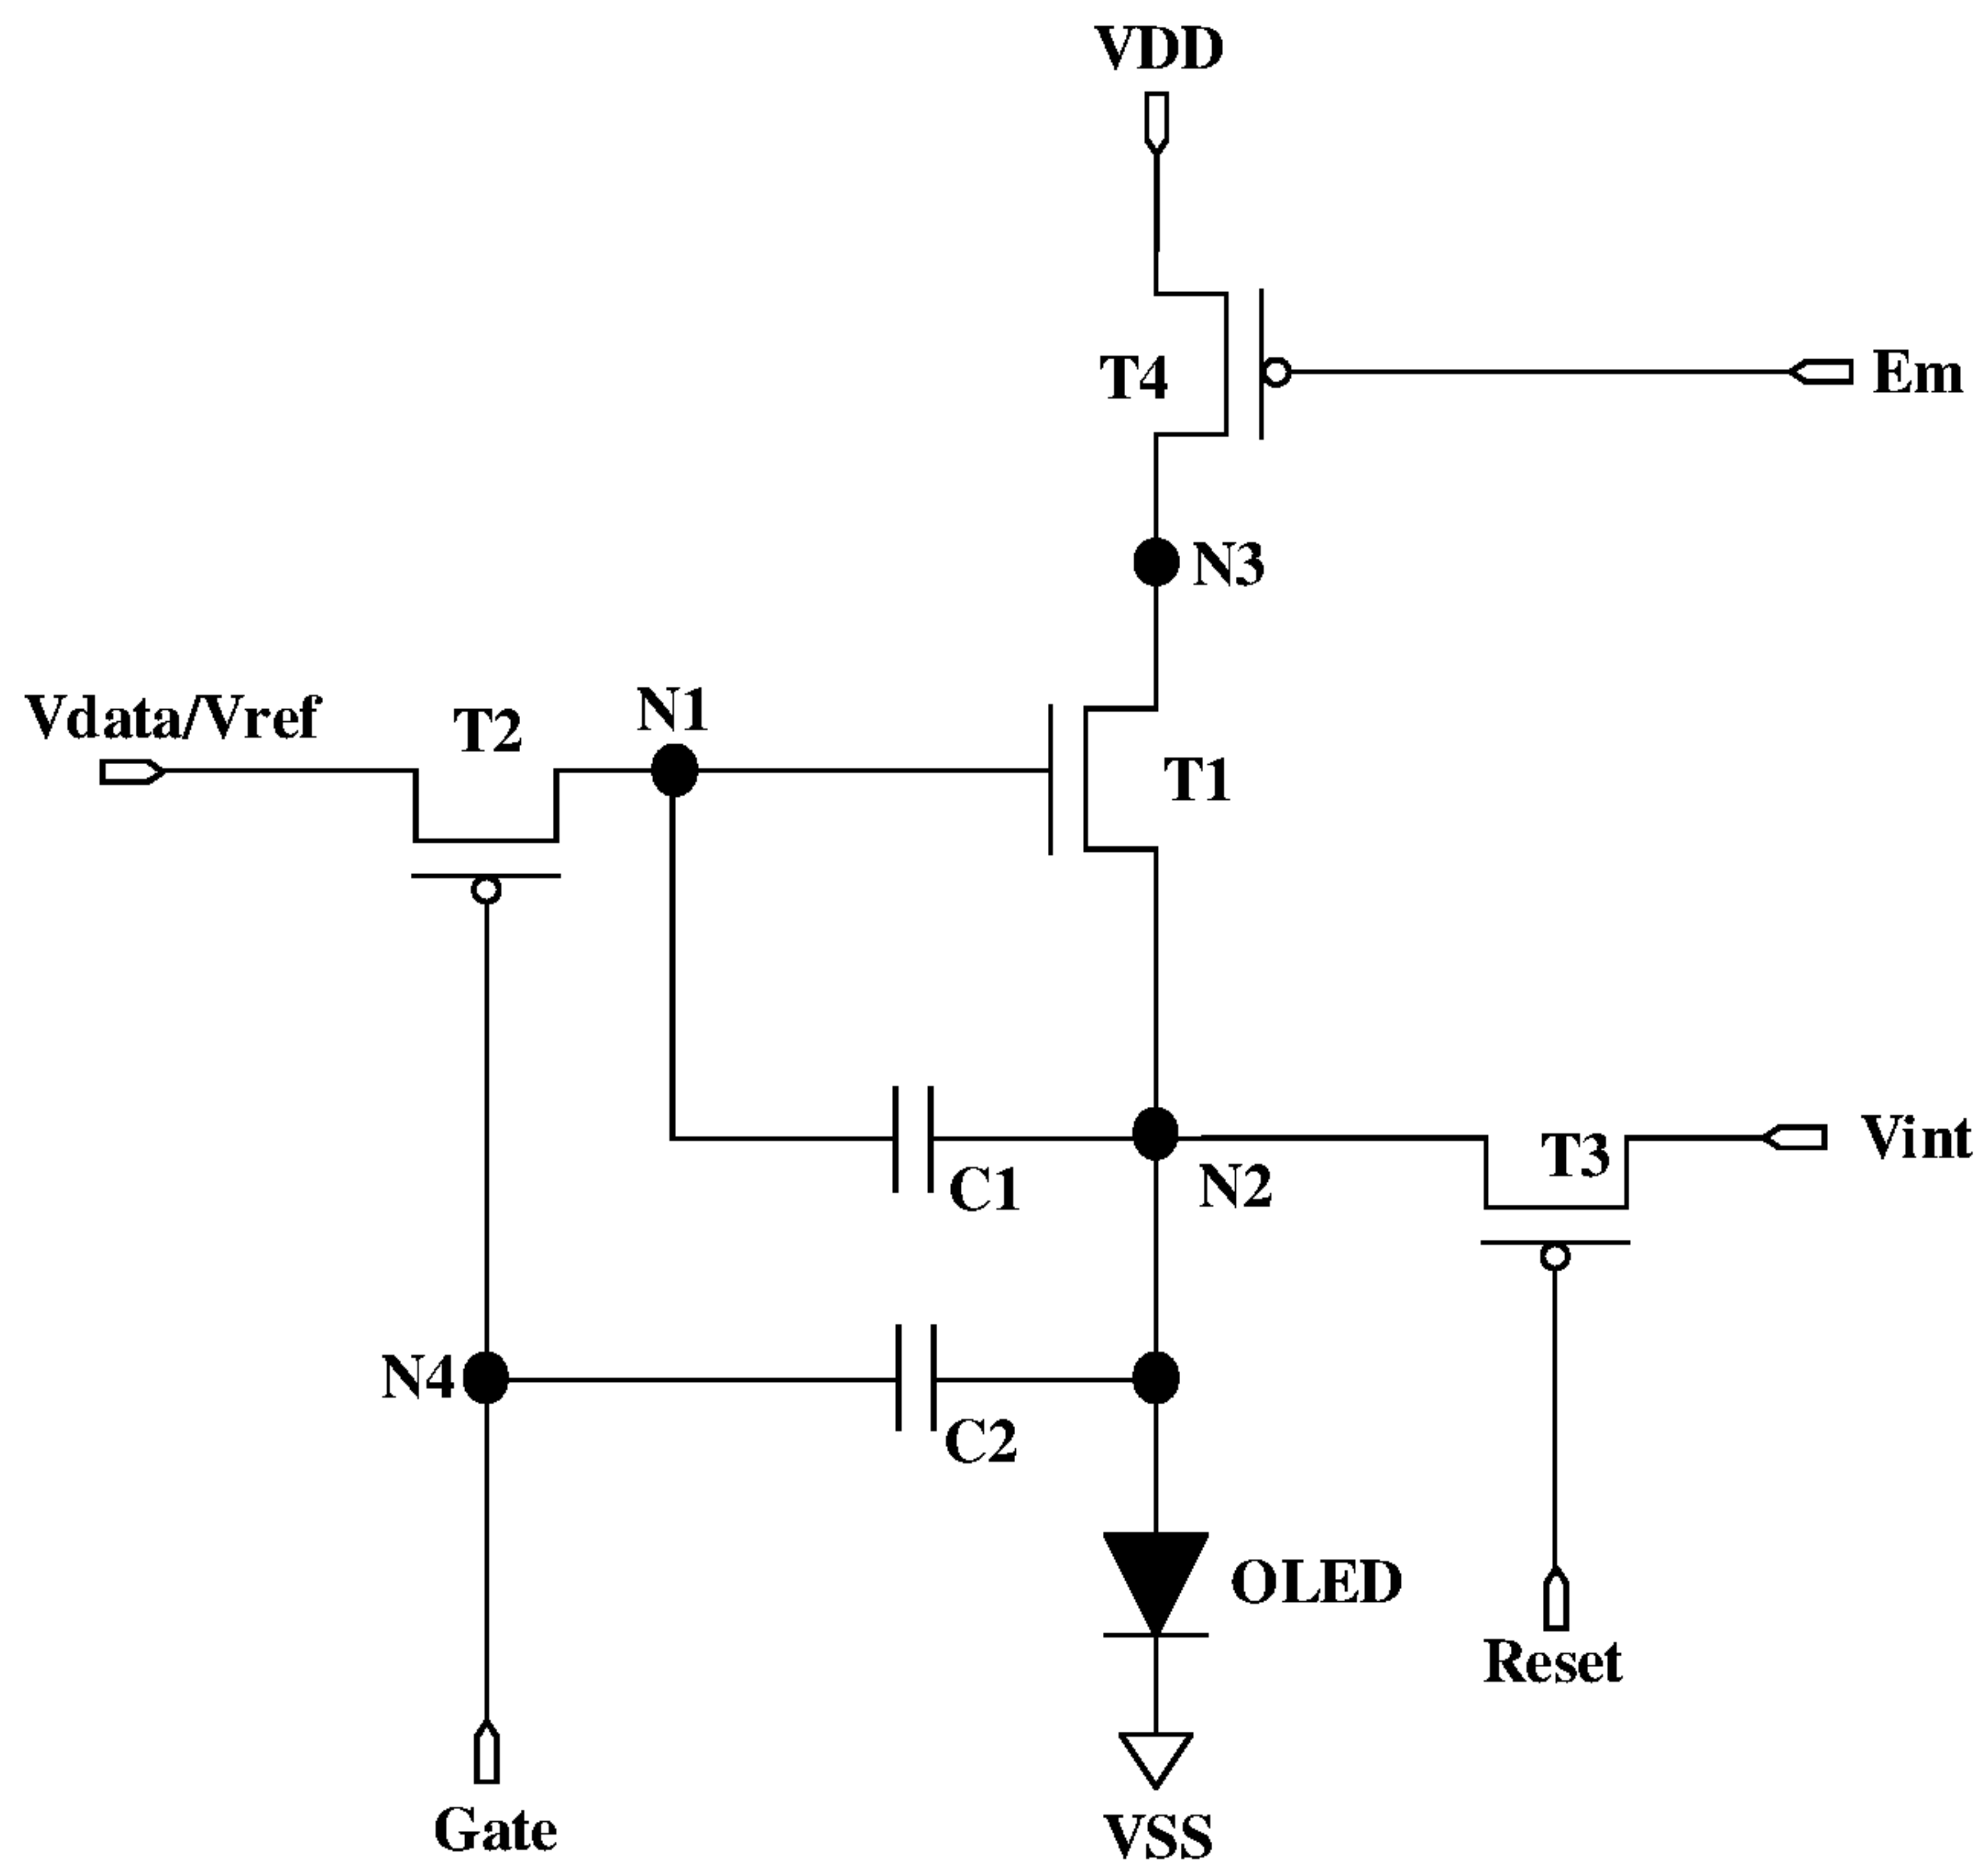 VDD
T4
Em
N3
Vdata/Vref
T2
N1
T1
C1
N2
T3
Vint
N4
C2
OLED
Reset
Gate
VSS